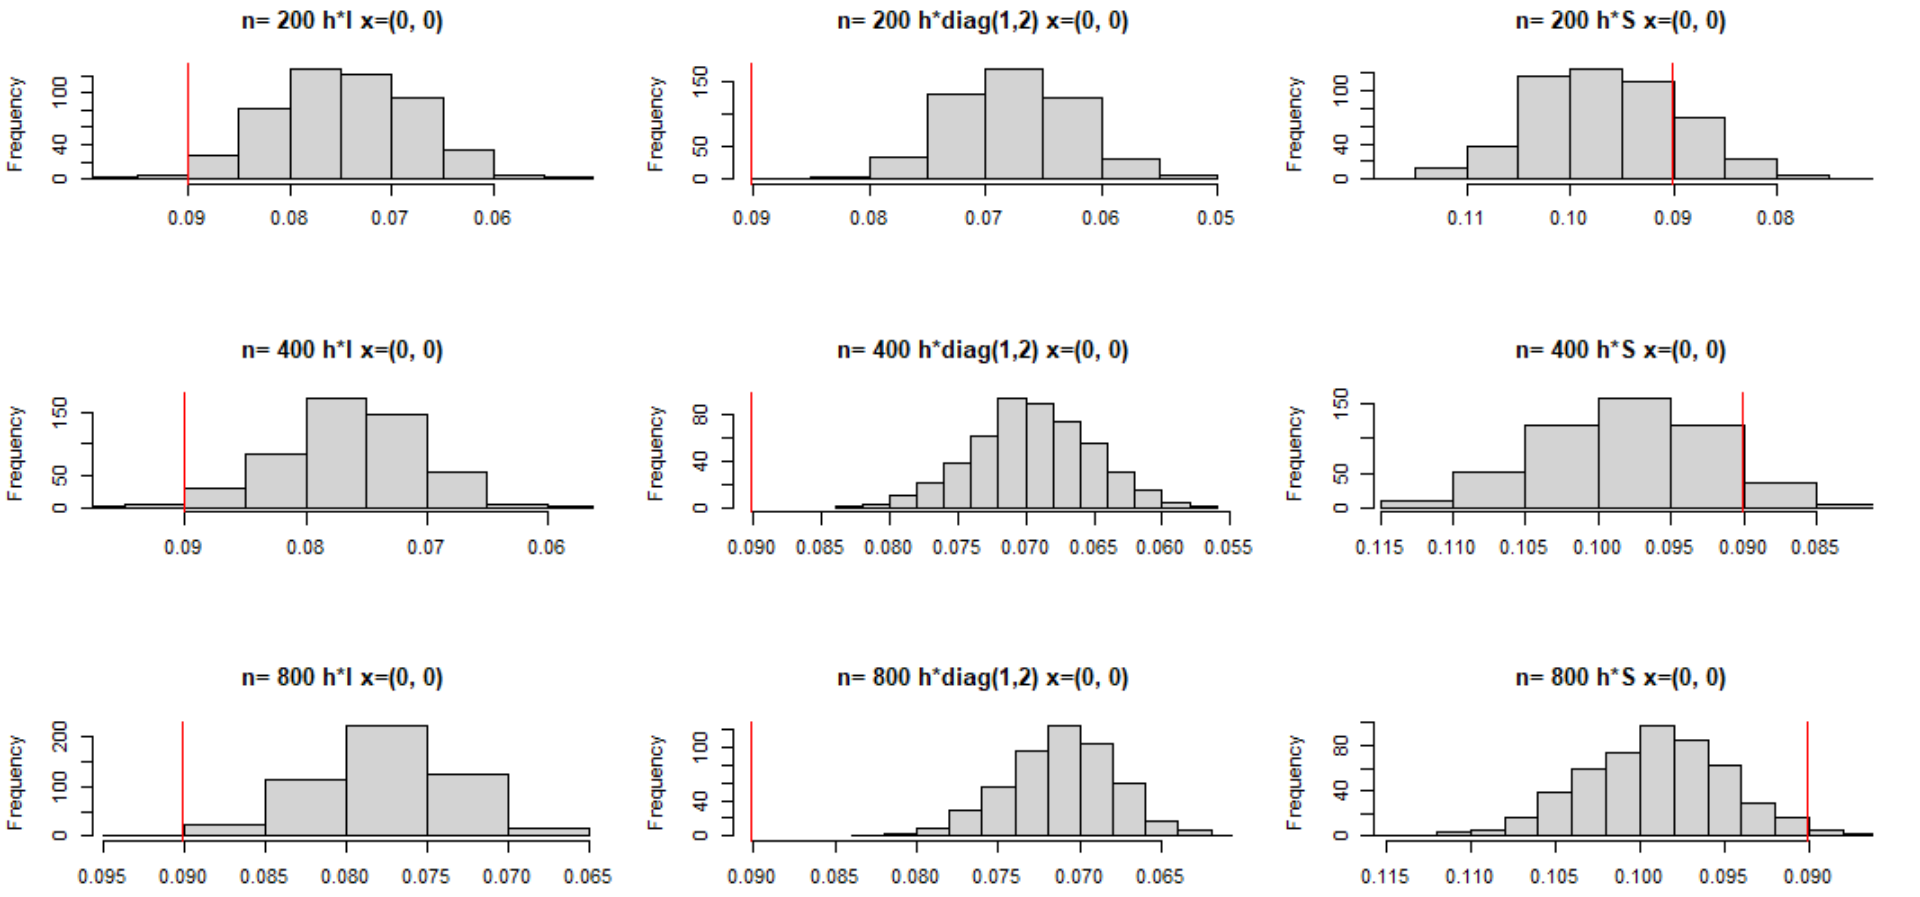 n= 200 h*I x=(0, 0)
Frequency
0 40 100
0.09 0.08 0.07 0.06
n= 200 h*diag(1,2) x=(0, 0)
Frequency
0 50 150
0.09 0.08 0.07 0.06 0.05
n= 200 h*S x=(0, 0)
Frequency
0 40 100
0.11 0.10 0.09 0.08
n= 400 h*I x=(0, 0)
Frequency
0 50 150
0.09 0.08 0.07 0.06
n= 400 h*diag(1,2) x=(0, 0)
Frequency
0 40 80
0.090 0.085 0.080 0.075 0.070 0.065 0.060 0.055
n= 400 h*S x=(0, 0)
Frequency
0 50 150
0.115 0.110 0.105 0.100 0.095 0.090 0.085
n= 800 h*I x=(0, 0)
Frequency
0 100 200
0.095 0.090 0.085 0.080 0.075 0.070 0.065
n= 800 h*diag(1,2) x=(0, 0)
Frequency
0 40 100
0.090 0.085 0.080 0.075 0.070 0.065
n= 800 h*S x=(0, 0)
Frequency
0 40 80
0.115 0.110 0.105 0.100 0.095 0.090